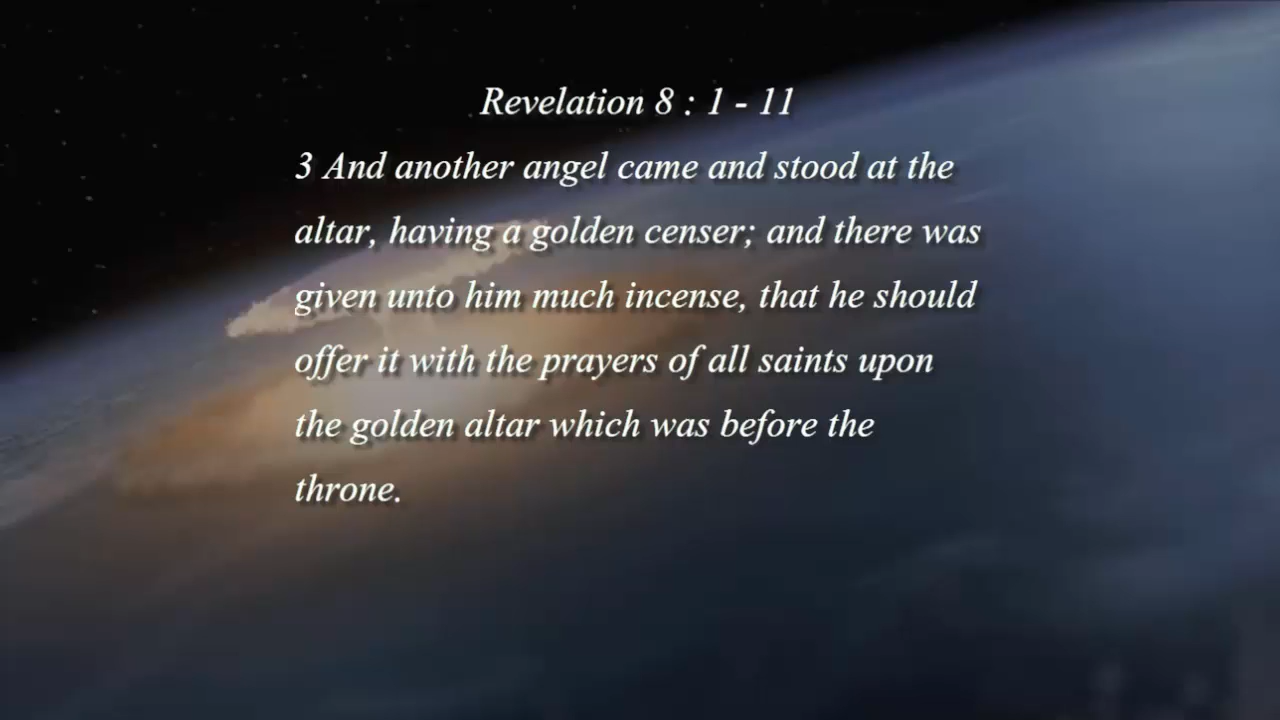 Revelation 8 : 1 - 11
3 And another angel came and stood at the
altar, having a golden censer; and there was
given unto him much incense, that he should
offer it with the prayers of all saints upon
the golden altar which was before the
throne.